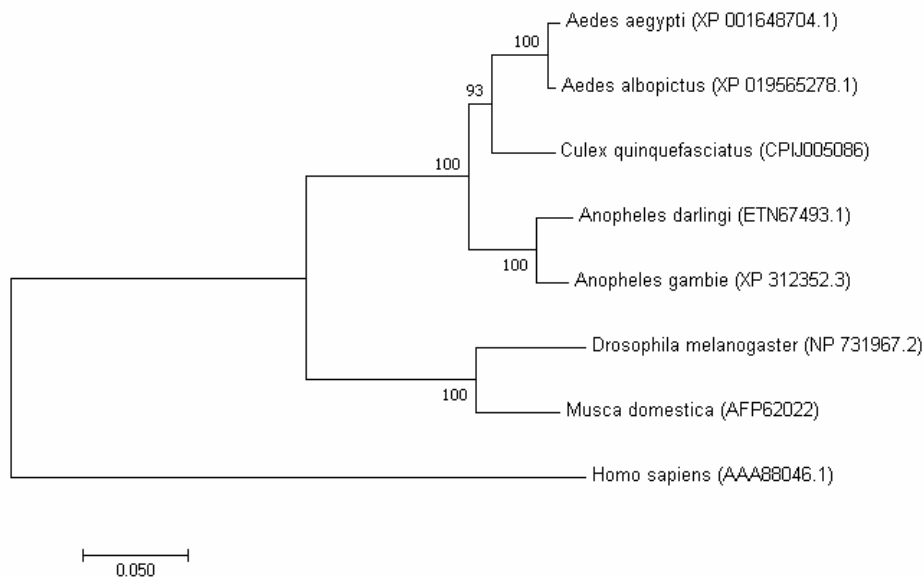 Aedes aegypti (XP 001648704.1)
100
Aedes albopictus (XP 019565278.1)
93
Culex quinquefasciatus (CPIJ005086)
100
Anopheles darlingi (ETN67493.1)
100
Anopheles gambie (XP 312352.3)
Drosophila melanogaster (NP 731967.2)
100
Musca domestica (AFP62022)
Homo sapiens (AAA88046.1)
0.050